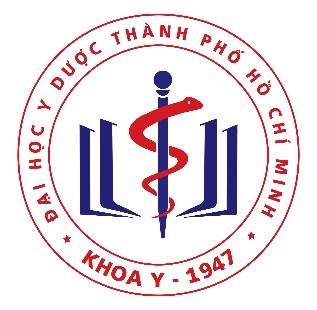 ĐẠI HỌC Y DƯỢC THÀNH PHỐ HỒ CHÍ MINH
KHOA Y - 1947